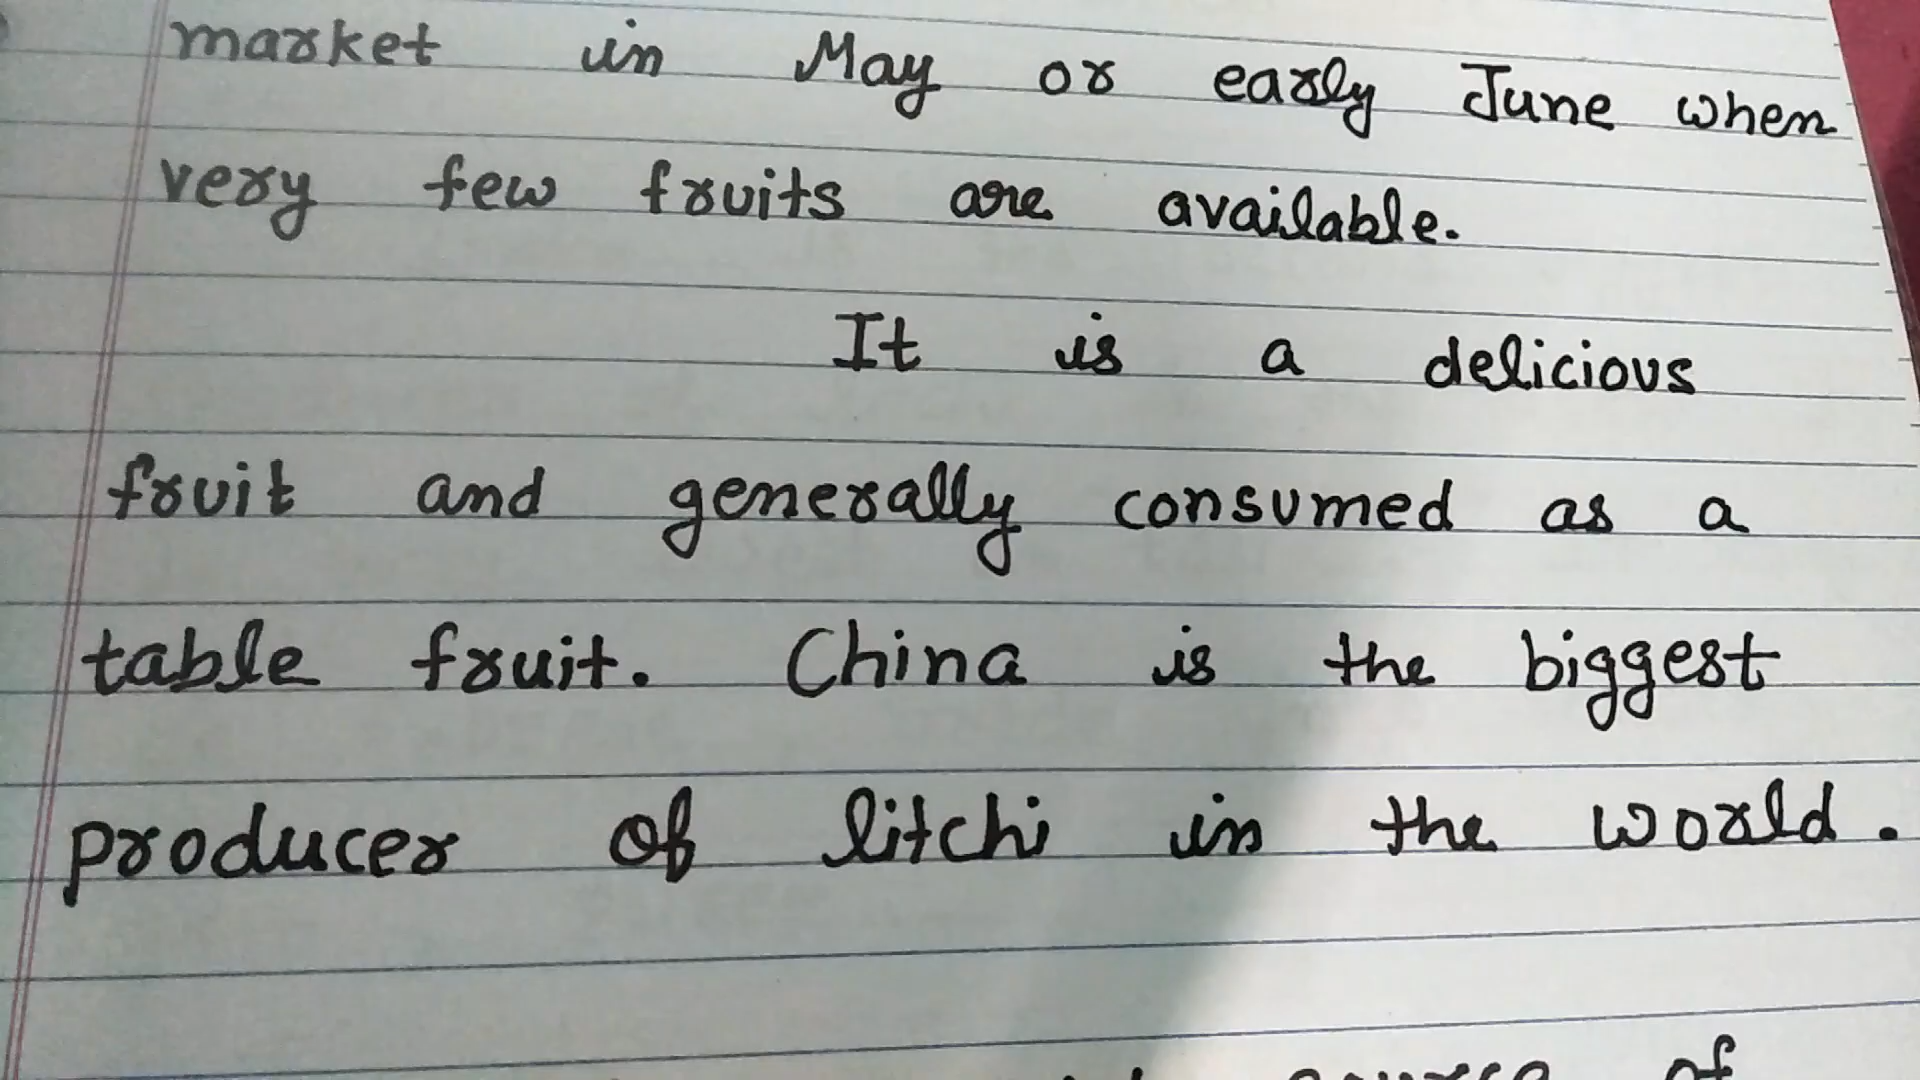 market in May or early June when
very few fruits are available.
It is a delicious
fruit and generally consumed as a
table fruit. China is the biggest
producer of litchi in the world.
of